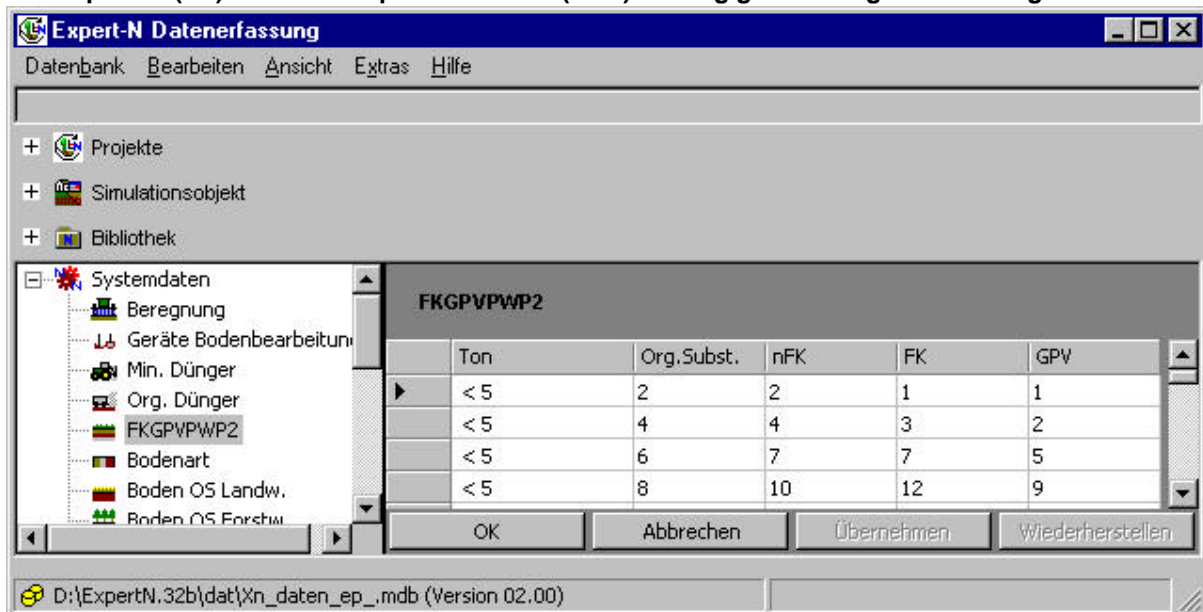 Expert-N Datenerfassung
Datenbank Bearbeiten Ansicht Extras Hilfe
+ Projekte
+ Simulationsobjekt
+ Bibliothek
Systemdaten
Beregnung
Geräte Bodenbearbeitun
Min. Dünger
Org. Dünger
FKGPVPWP2
Bodenart
Boden OS Landw.
Boden OS Forstw
FKGPVPWP2
Ton Org.Subst. nFK FK GPV
< 5 2 2 1 1
< 5 4 4 3 2
< 5 6 7 7 5
< 5 8 10 12 9
OK Abbrechen Übernehmen Wiederherstellen
D:\ExpertN.32b\dat\Xn_daten_ep_.mdb (Version 02.00)